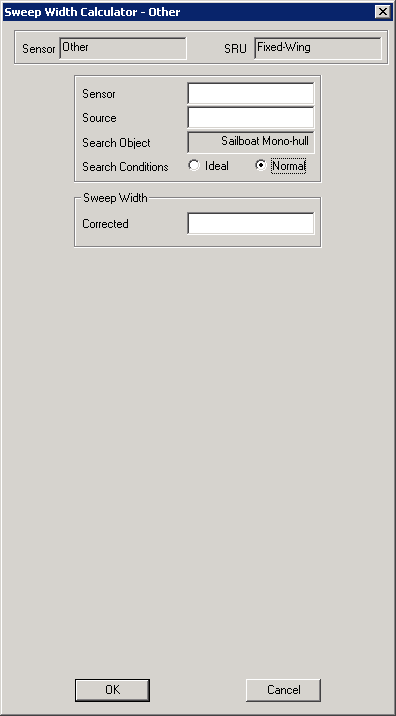 Sweep Width Calculator - Other
Sensor Other SRU Fixed-Wing
Sensor
Source
Search Object Sailboat Mono-hull
Search Conditions Ideal Normal
Sweep Width
Corrected
OK Cancel